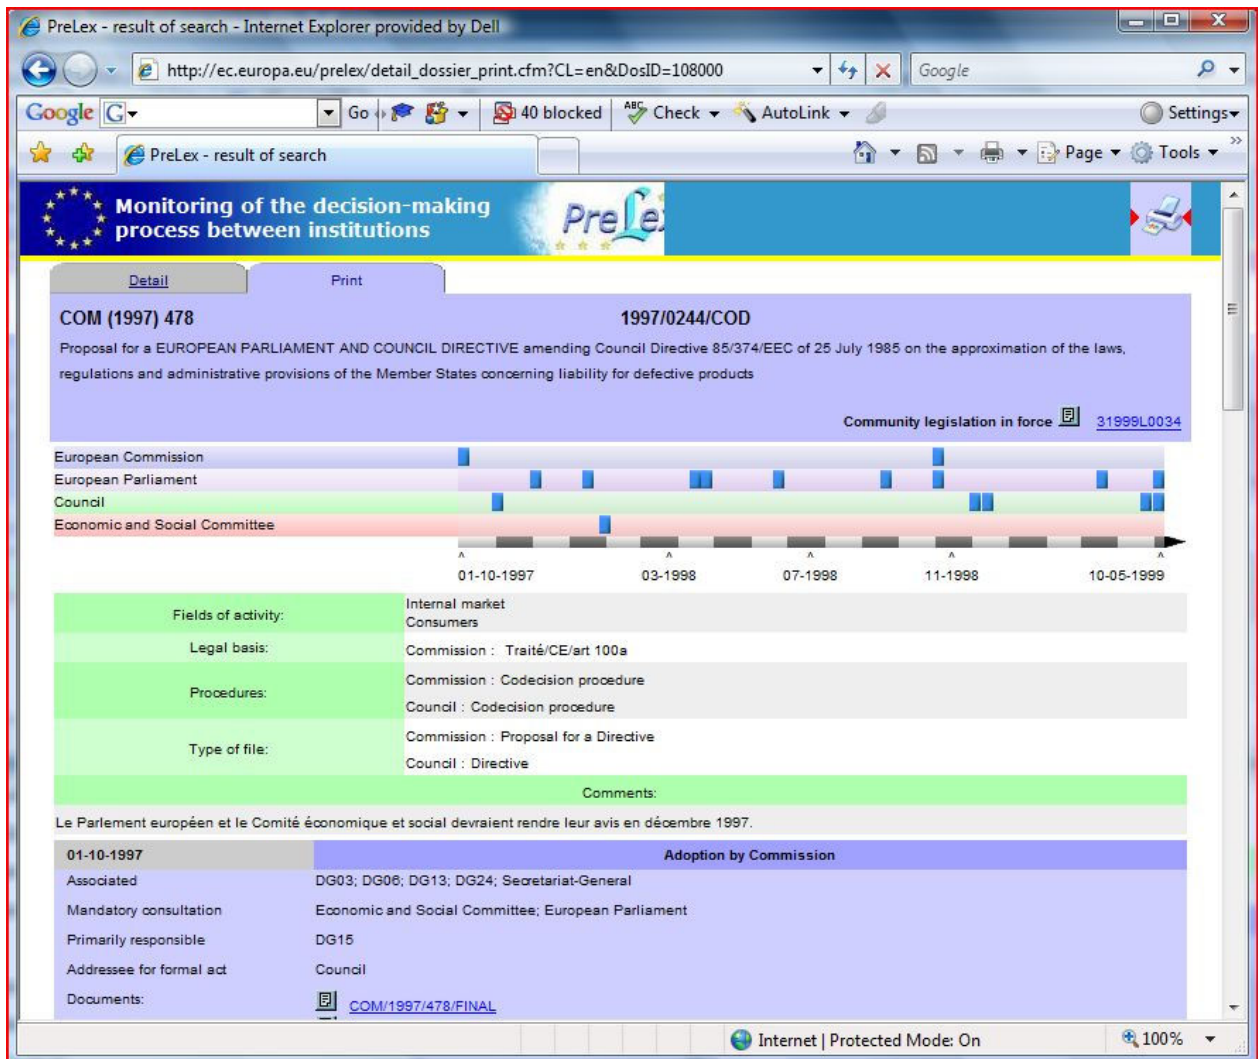 PreLex - result of search - Internet Explorer provided by Dell
http://ec.europa.eu/prelex/detail_dossier_print.cfm?CL=en&DosID=108000 Google
Google G Go 40 blocked ABC Check AutoLink Settings
PreLex - result of search Page Tools
Monitoring of the decision-making
process between institutions
PreLex
Detail Print
COM (1997) 478 1997/0244/COD
Proposal for a EUROPEAN PARLIAMENT AND COUNCIL DIRECTIVE amending Council Directive 85/374/EEC of 25 July 1985 on the approximation of the laws,
regulations and administrative provisions of the Member States concerning liability for defective products
Community legislation in force 31999L0034
European Commission
European Parliament
Council
Economic and Social Committee
01-10-1997 03-1998 07-1998 11-1998 10-05-1999
Fields of activity: Internal market
Consumers
Legal basis: Commission : Traité/CE/art 100a
Procedures: Commission : Codecision procedure
Council : Codecision procedure
Type of file: Commission : Proposal for a Directive
Council : Directive
Comments:
Le Parlement européen et le Comité économique et social devraient rendre leur avis en décembre 1997.
01-10-1997 Adoption by Commission
Associated DG03; DG06; DG13; DG24; Secretariat-General
Mandatory consultation Economic and Social Committee; European Parliament
Primarily responsible DG15
Addressee for formal act Council
Documents: COM/1997/478/FINAL
Internet | Protected Mode: On 100%